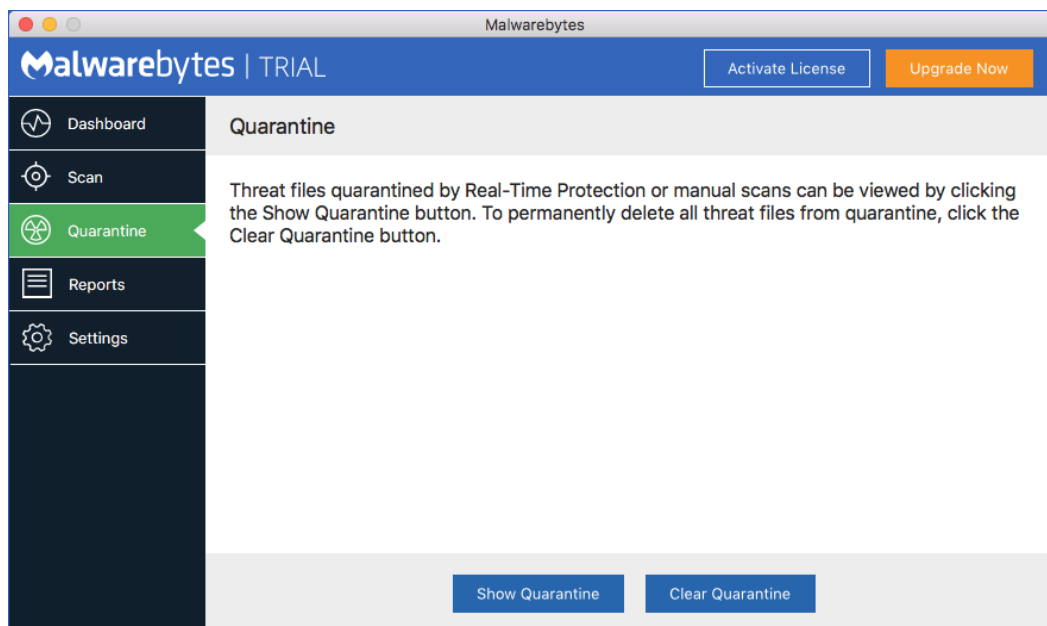 Malwarebytes
Malwarebytes | TRIAL
Activate License
Upgrade Now
Dashboard
Scan
Quarantine
Reports
Settings
Quarantine
Threat files quarantined by Real-Time Protection or manual scans can be viewed by clicking
the Show Quarantine button. To permanently delete all threat files from quarantine, click the
Clear Quarantine button.
Show Quarantine
Clear Quarantine